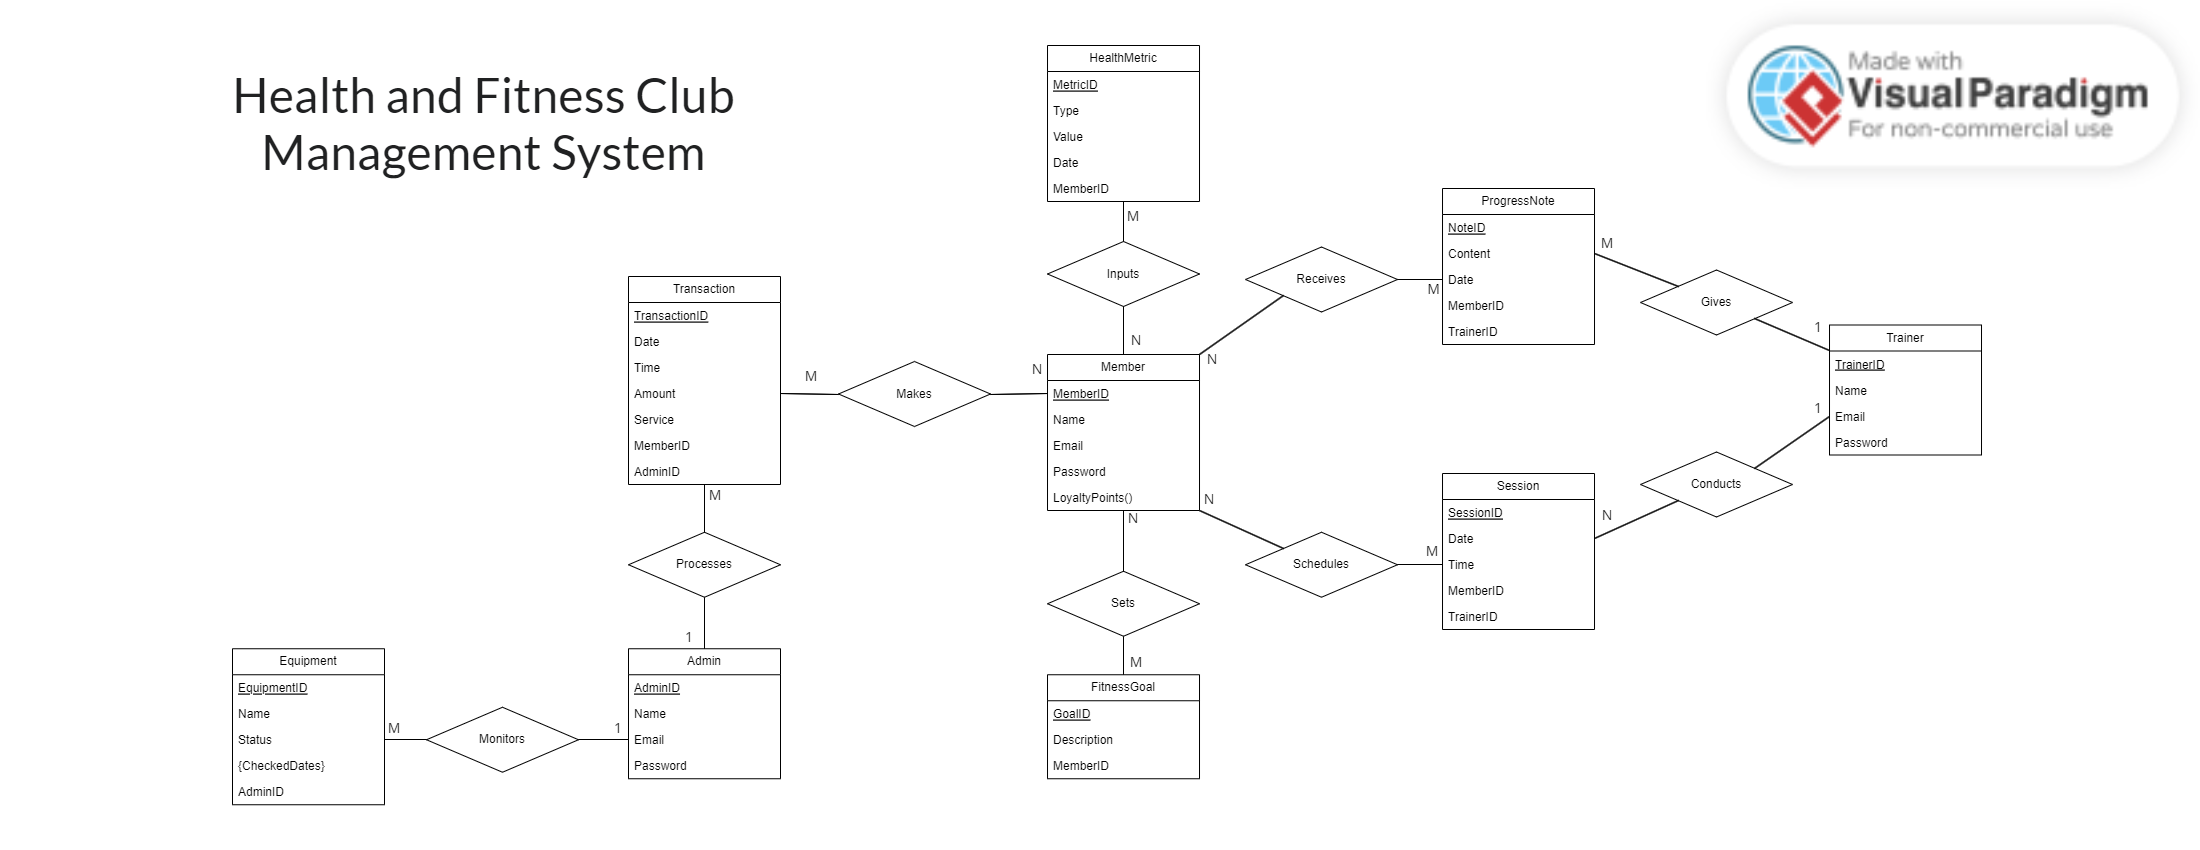 Health and Fitness Club
Management System
Made with
Visual Paradigm
For non-commercial use
HealthMetric
MetricID
Type
Value
Date
MemberID
M
Inputs
N
Transaction
TransactionID
Date
Time
Amount
Service
MemberID
AdminID
M
Makes
N
Member
MemberID
Name
Email
Password
LoyaltyPoints()
N
Receives
M
ProgressNote
NoteID
Content
Date
MemberID
TrainerID
M
Gives
1
Trainer
TrainerID
Name
Email
Password
1
Conducts
N
Session
SessionID
Date
Time
MemberID
TrainerID
N
Schedules
M
N
Sets
M
FitnessGoal
GoalID
Description
MemberID
M
Processes
1
Admin
AdminID
Name
Email
Password
Equipment
EquipmentID
Name
Status
{CheckedDates}
AdminID
M
Monitors
1